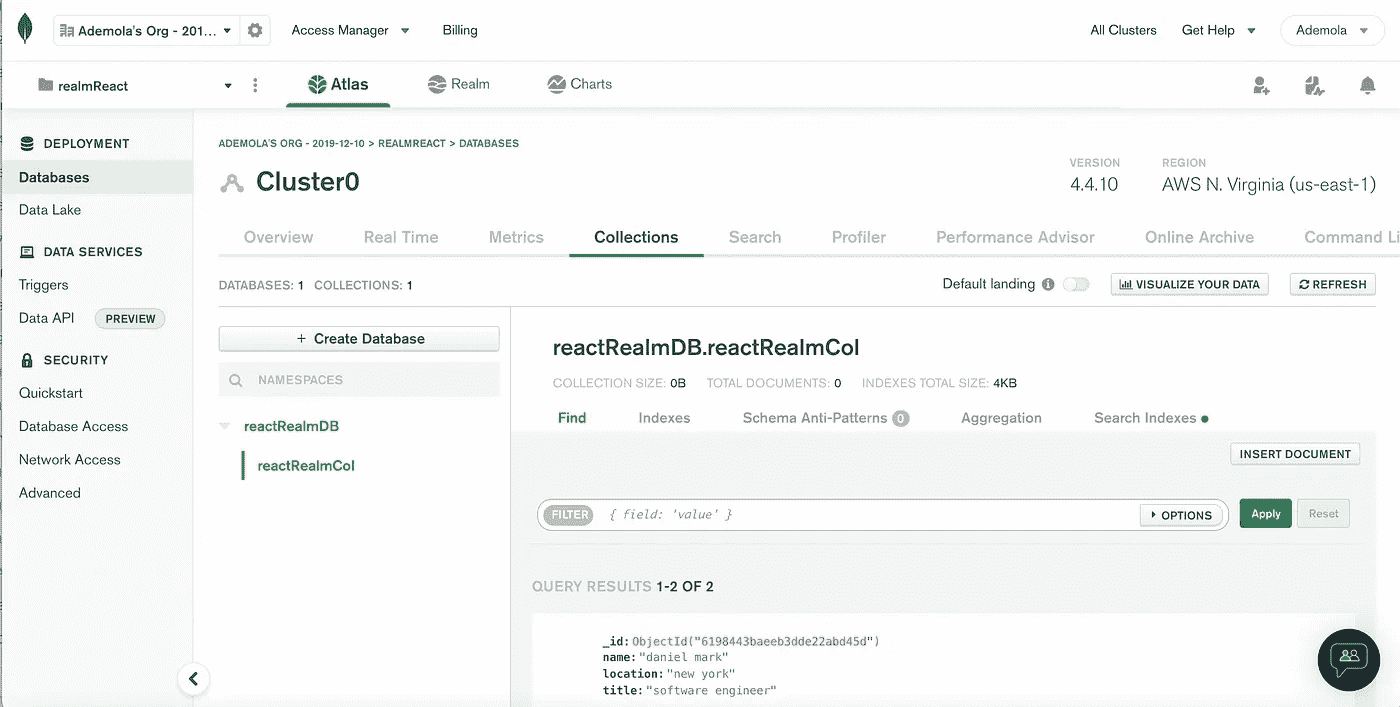 Ademola's Org - 201... Access Manager Billing All Clusters Get Help Ademola
realmReact Atlas Realm Charts
DEPLOYMENT
Databases
Data Lake
DATA SERVICES
Triggers
Data API PREVIEW
SECURITY
Quickstart
Database Access
Network Access
Advanced
ADEMOLA'S ORG - 2019-12-10 > REALMREACT > DATABASES
Cluster0
VERSION
4.4.10
REGION
AWS N. Virginia (us-east-1)
Overview Real Time Metrics Collections Search Profiler Performance Advisor Online Archive Command Li
DATABASES: 1 COLLECTIONS: 1
Default landing VISUALIZE YOUR DATA REFRESH
+ Create Database
NAMESPACES
reactRealmDB
reactRealmCol
reactRealmDB.reactRealmCol
COLLECTION SIZE: 0B TOTAL DOCUMENTS: 0 INDEXES TOTAL SIZE: 4KB
Find Indexes Schema Anti-Patterns 0 Aggregation Search Indexes
INSERT DOCUMENT
FILTER { field: 'value' } OPTIONS Apply Reset
QUERY RESULTS 1-2 OF 2
_id: ObjectId("6198443baeeb3dde22abd45d")
name: "daniel mark"
location: "new york"
title: "software engineer"